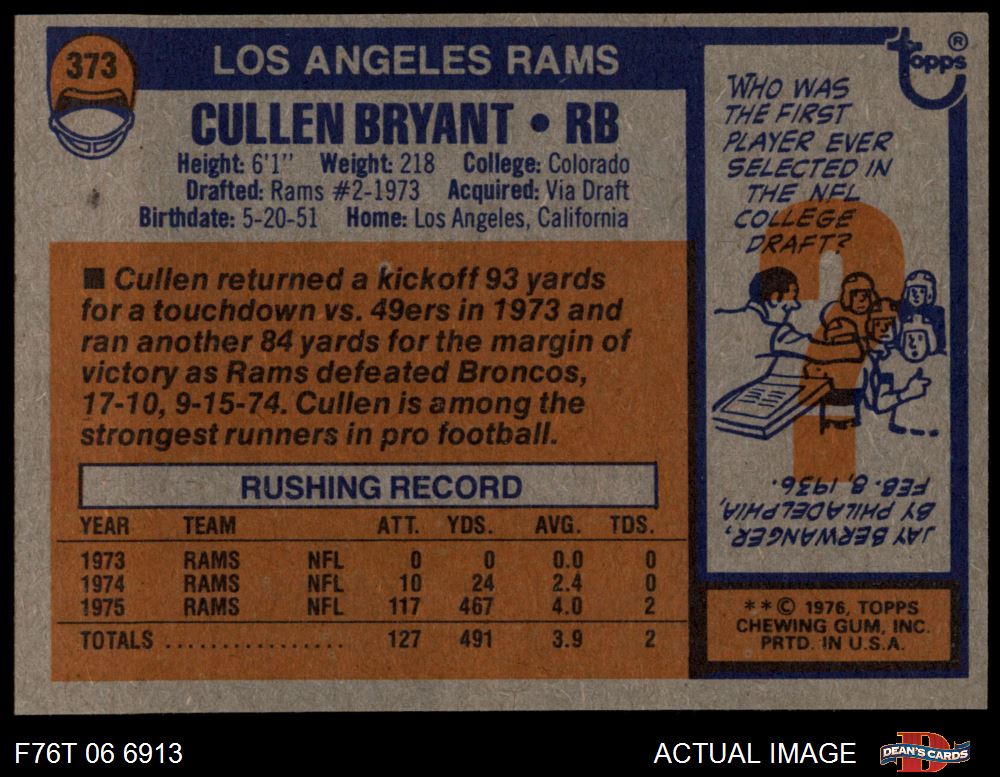 373
LOS ANGELES RAMS
CULLEN BRYANT • RB
Height: 6'1" Weight: 218 College: Colorado
Drafted: Rams #2-1973 Acquired: Via Draft
Birthdate: 5-20-51 Home: Los Angeles, California
■ Cullen returned a kickoff 93 yards
for a touchdown vs. 49ers in 1973 and
ran another 84 yards for the margin of
victory as Rams defeated Broncos,
17-10, 9-15-74. Cullen is among the
strongest runners in pro football.
RUSHING RECORD
YEAR TEAM ATT. YDS. AVG. TDS.
1973 RAMS NFL 0 0 0.0 0
1974 RAMS NFL 10 24 2.4 0
1975 RAMS NFL 117 467 4.0 2
TOTALS ................ 127 491 3.9 2
topps ®
WHO WAS
THE FIRST
PLAYER EVER
SELECTED IN
THE NFL
COLLEGE
DRAFT?
?
JAY BERWANGER,
BY PHILADELPHIA,
FEB. 8, 1936.
**© 1976, TOPPS
CHEWING GUM, INC.
PRTD. IN U.S.A.
F76T 06 6913
ACTUAL IMAGE
D
DEAN'S CARDS